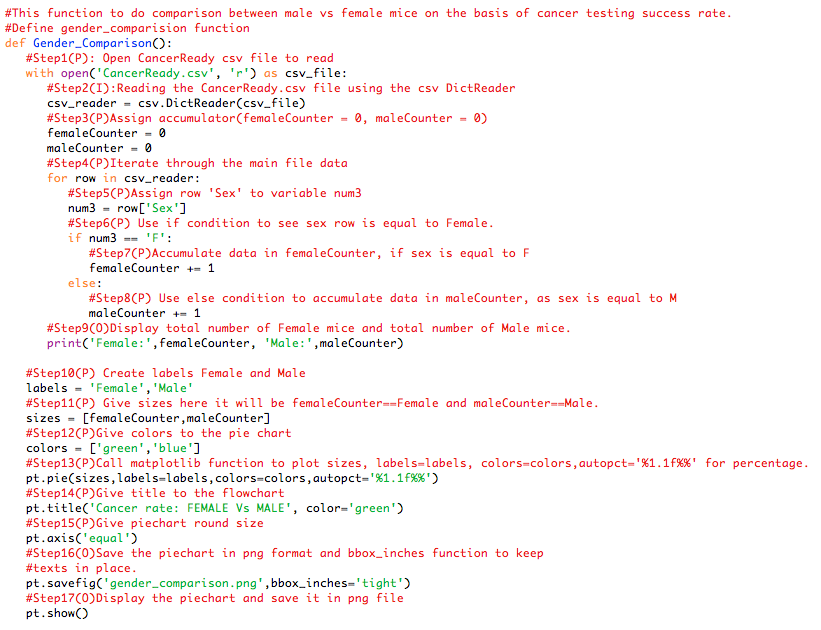 #This function to do comparison between male vs female mice on the basis of cancer testing success rate.
#Define gender_comparision function
def Gender_Comparison():
#Step1(P): Open CancerReady csv file to read
with open('CancerReady.csv', 'r') as csv_file:
#Step2(I):Reading the CancerReady.csv file using the csv DictReader
csv_reader = csv.DictReader(csv_file)
#Step3(P)Assign accumulator(femaleCounter = 0, maleCounter = 0)
femaleCounter = 0
maleCounter = 0
#Step4(P)Iterate through the main file data
for row in csv_reader:
#Step5(P)Assign row 'Sex' to variable num3
num3 = row['Sex']
#Step6(P) Use if condition to see sex row is equal to Female.
if num3 == 'F':
#Step7(P)Accumulate data in femaleCounter, if sex is equal to F
femaleCounter += 1
else:
#Step8(P) Use else condition to accumulate data in maleCounter, as sex is equal to M
maleCounter += 1
#Step9(O)Display total number of Female mice and total number of Male mice.
print('Female:',femaleCounter, 'Male:',maleCounter)
#Step10(P) Create labels Female and Male
labels = 'Female','Male'
#Step11(P) Give sizes here it will be femaleCounter==Female and maleCounter==Male.
sizes = [femaleCounter,maleCounter]
#Step12(P)Give colors to the pie chart
colors = ['green','blue']
#Step13(P)Call matplotlib function to plot sizes, labels=labels, colors=colors,autopct='%1.1f%%' for percentage.
pt.pie(sizes,labels=labels,colors=colors,autopct='%1.1f%%')
#Step14(P)Give title to the flowchart
pt.title('Cancer rate: FEMALE Vs MALE', color='green')
#Step15(P)Give piechart round size
pt.axis('equal')
#Step16(O)Save the piechart in png format and bbox_inches function to keep
#texts in place.
pt.savefig('gender_comparison.png',bbox_inches='tight')
#Step17(O)Display the piechart and save it in png file
pt.show()